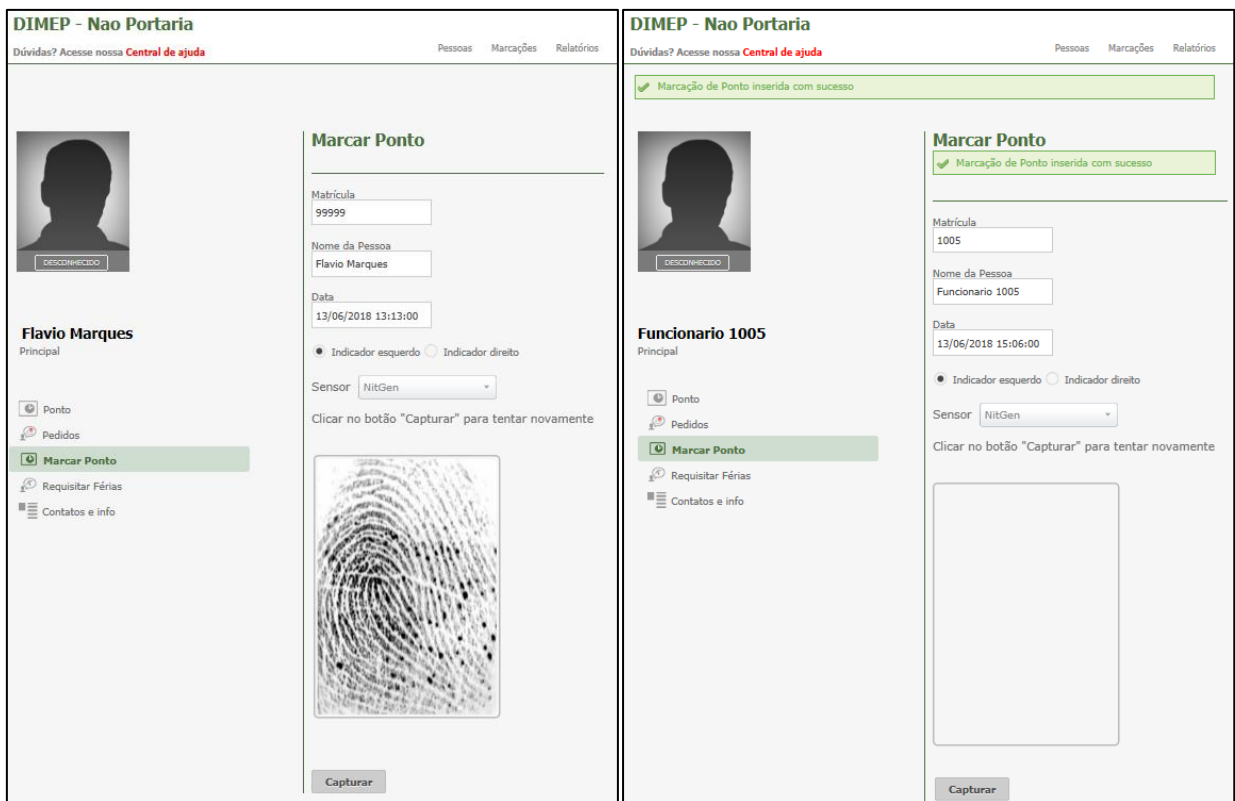 DIMEP - Nao Portaria
Dúvidas? Acesse nossa Central de ajuda
Pessoas Marcações Relatórios
DESCONHECIDO
Flavio Marques
Principal
Ponto
Pedidos
Marcar Ponto
Requisitar Férias
Contatos e info
Marcar Ponto
Matrícula
99999
Nome da Pessoa
Flavio Marques
Data
13/06/2018 13:13:00
Indicador esquerdo Indicador direito
Sensor NitGen
Clicar no botão "Capturar" para tentar novamente
Capturar
DIMEP - Nao Portaria
Dúvidas? Acesse nossa Central de ajuda
Pessoas Marcações Relatórios
Marcação de Ponto inserida com sucesso
DESCONHECIDO
Funcionario 1005
Principal
Ponto
Pedidos
Marcar Ponto
Requisitar Férias
Contatos e info
Marcar Ponto
Marcação de Ponto inserida com sucesso
Matrícula
1005
Nome da Pessoa
Funcionario 1005
Data
13/06/2018 15:06:00
Indicador esquerdo Indicador direito
Sensor NitGen
Clicar no botão "Capturar" para tentar novamente
Capturar